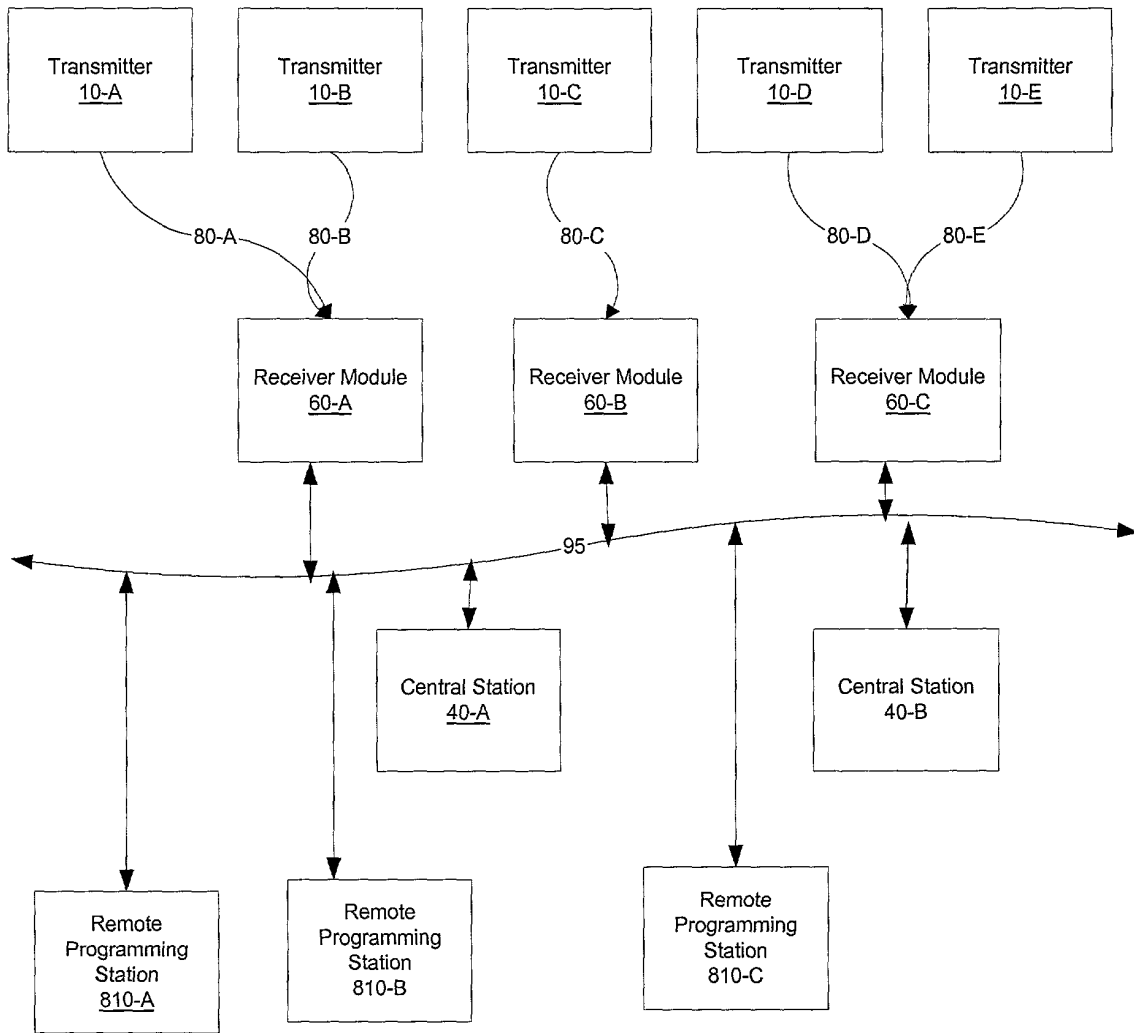 Transmitter
10-A
Transmitter
10-B
Transmitter
10-C
Transmitter
10-D
Transmitter
10-E
80-A
80-B
80-C
80-D
80-E
Receiver Module
60-A
Receiver Module
60-B
Receiver Module
60-C
95
Central Station
40-A
Central Station
40-B
Remote
Programming
Station
810-A
Remote
Programming
Station
810-B
Remote
Programming
Station
810-C